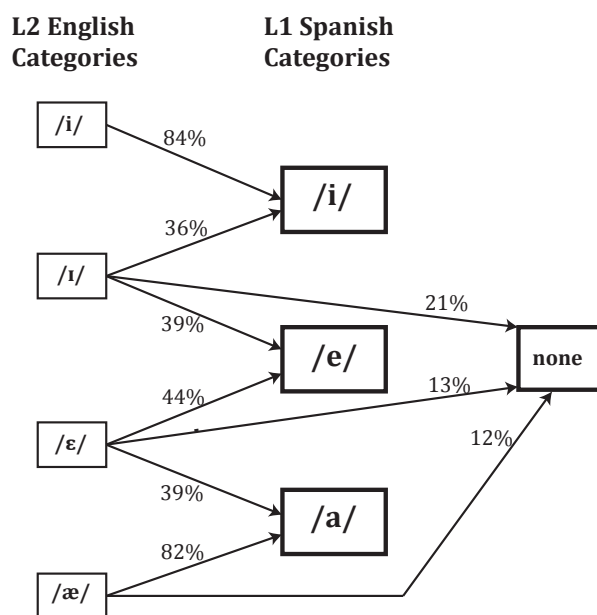 L2 English
Categories
L1 Spanish
Categories
/i/
84%
/i/
36%
/ɪ/
21%
39%
/e/
none
44%
13%
/ɛ/
12%
39%
/a/
82%
/æ/